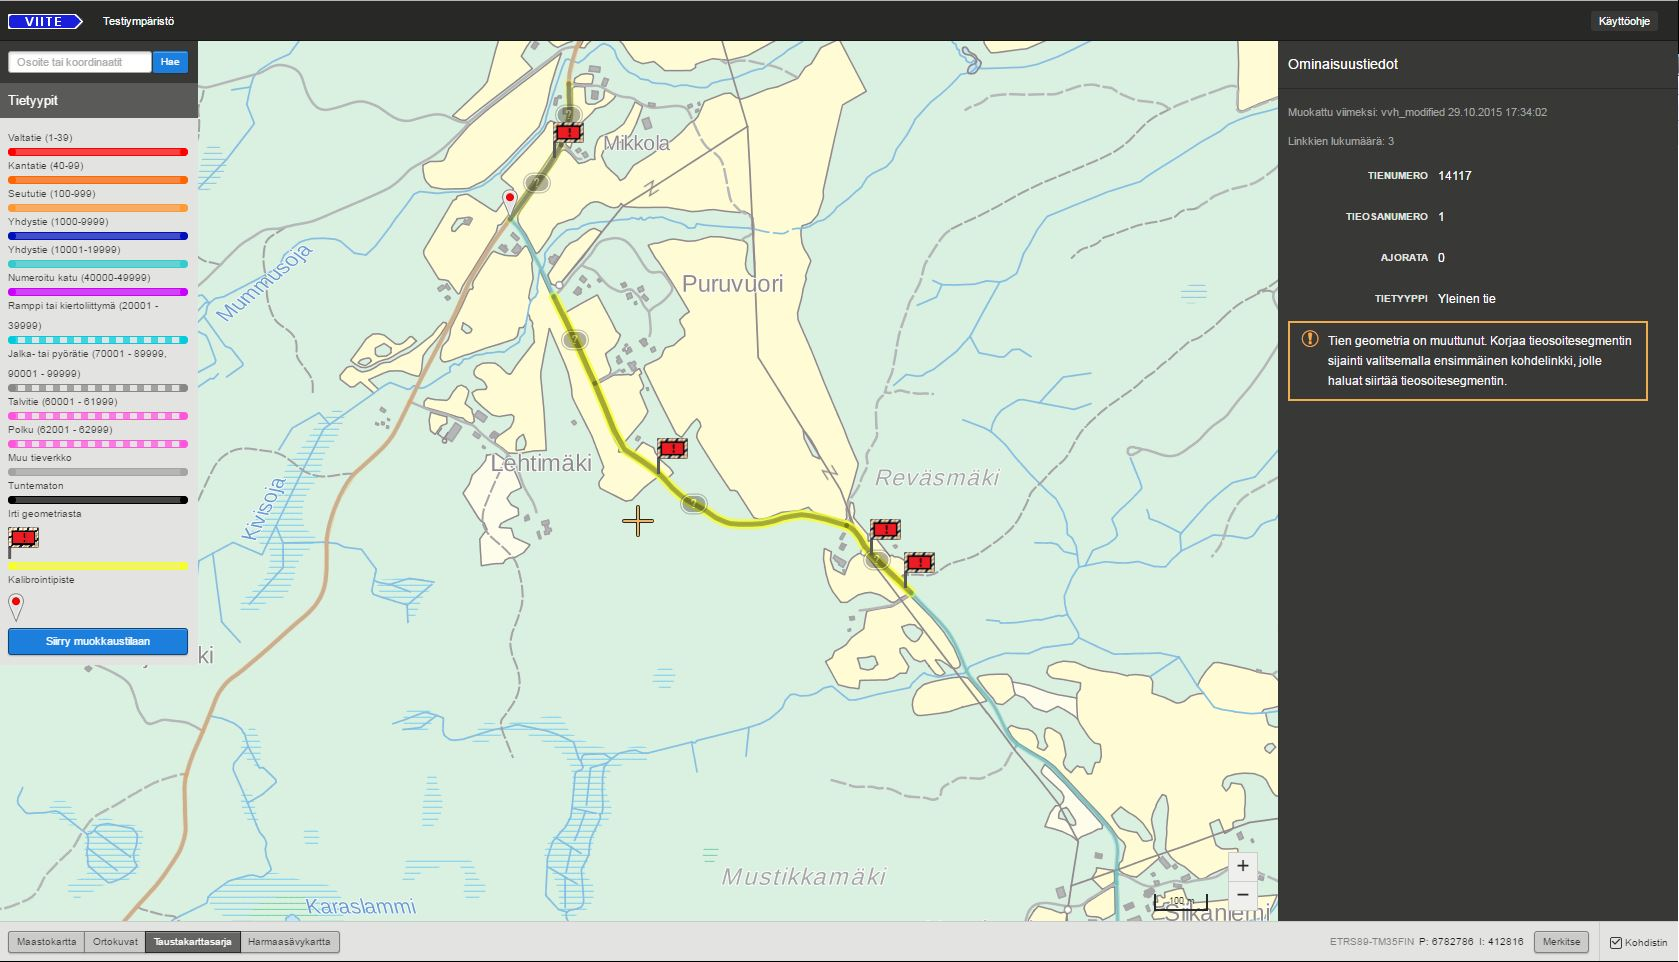 VIITE
Testiympäristö
Käyttöohje
Osoite tai koordinaatit
Hae
Tietyypit
Valtatie (1-39)
Kantatie (40-99)
Seututie (100-999)
Yhdystie (1000-9999)
Yhdystie (10001-19999)
Numeroitu katu (40000-49999)
Ramppi tai kiertoliittymä (20001 -
39999)
Jalka- tai pyörätie (70001 - 89999,
90001 - 99999)
Talvitie (60001 - 61999)
Polku (62001 - 62999)
Muu tieverkko
Tuntematon
Irti geometriasta
!
Kalibrointipiste
Siirry muokkaustilaan
Mikkola
Puruvuori
Mummusoja
Lehtimäki
Reväsmäki
Kivisoja
ki
Mustikkamäki
Karaslammi
Siikaniemi
?
!
?
?
!
?
!
?
!
+
−
100 m
Ominaisuustiedot
Muokattu viimeksi: vvh_modified 29.10.2015 17:34:02
Linkkien lukumäärä: 3
TIENUMERO 14117
TIEOSANUMERO 1
AJORATA 0
TIETYYPPI Yleinen tie
! Tien geometria on muuttunut. Korjaa tieosoitesegmentin
sijainti valitsemalla ensimmäinen kohdelinkki, jolle
haluat siirtää tieosoitesegmentin.
Maastokartta Ortokuvat Taustakarttasarja Harmaasävykartta
ETRS89-TM35FIN P: 6782786 I: 412816 Merkitse Kohdistin